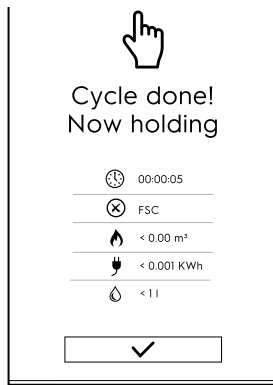 Cycle done!
Now holding
00:00:05
FSC
< 0.00 m³
< 0.001 KWh
< 1 l